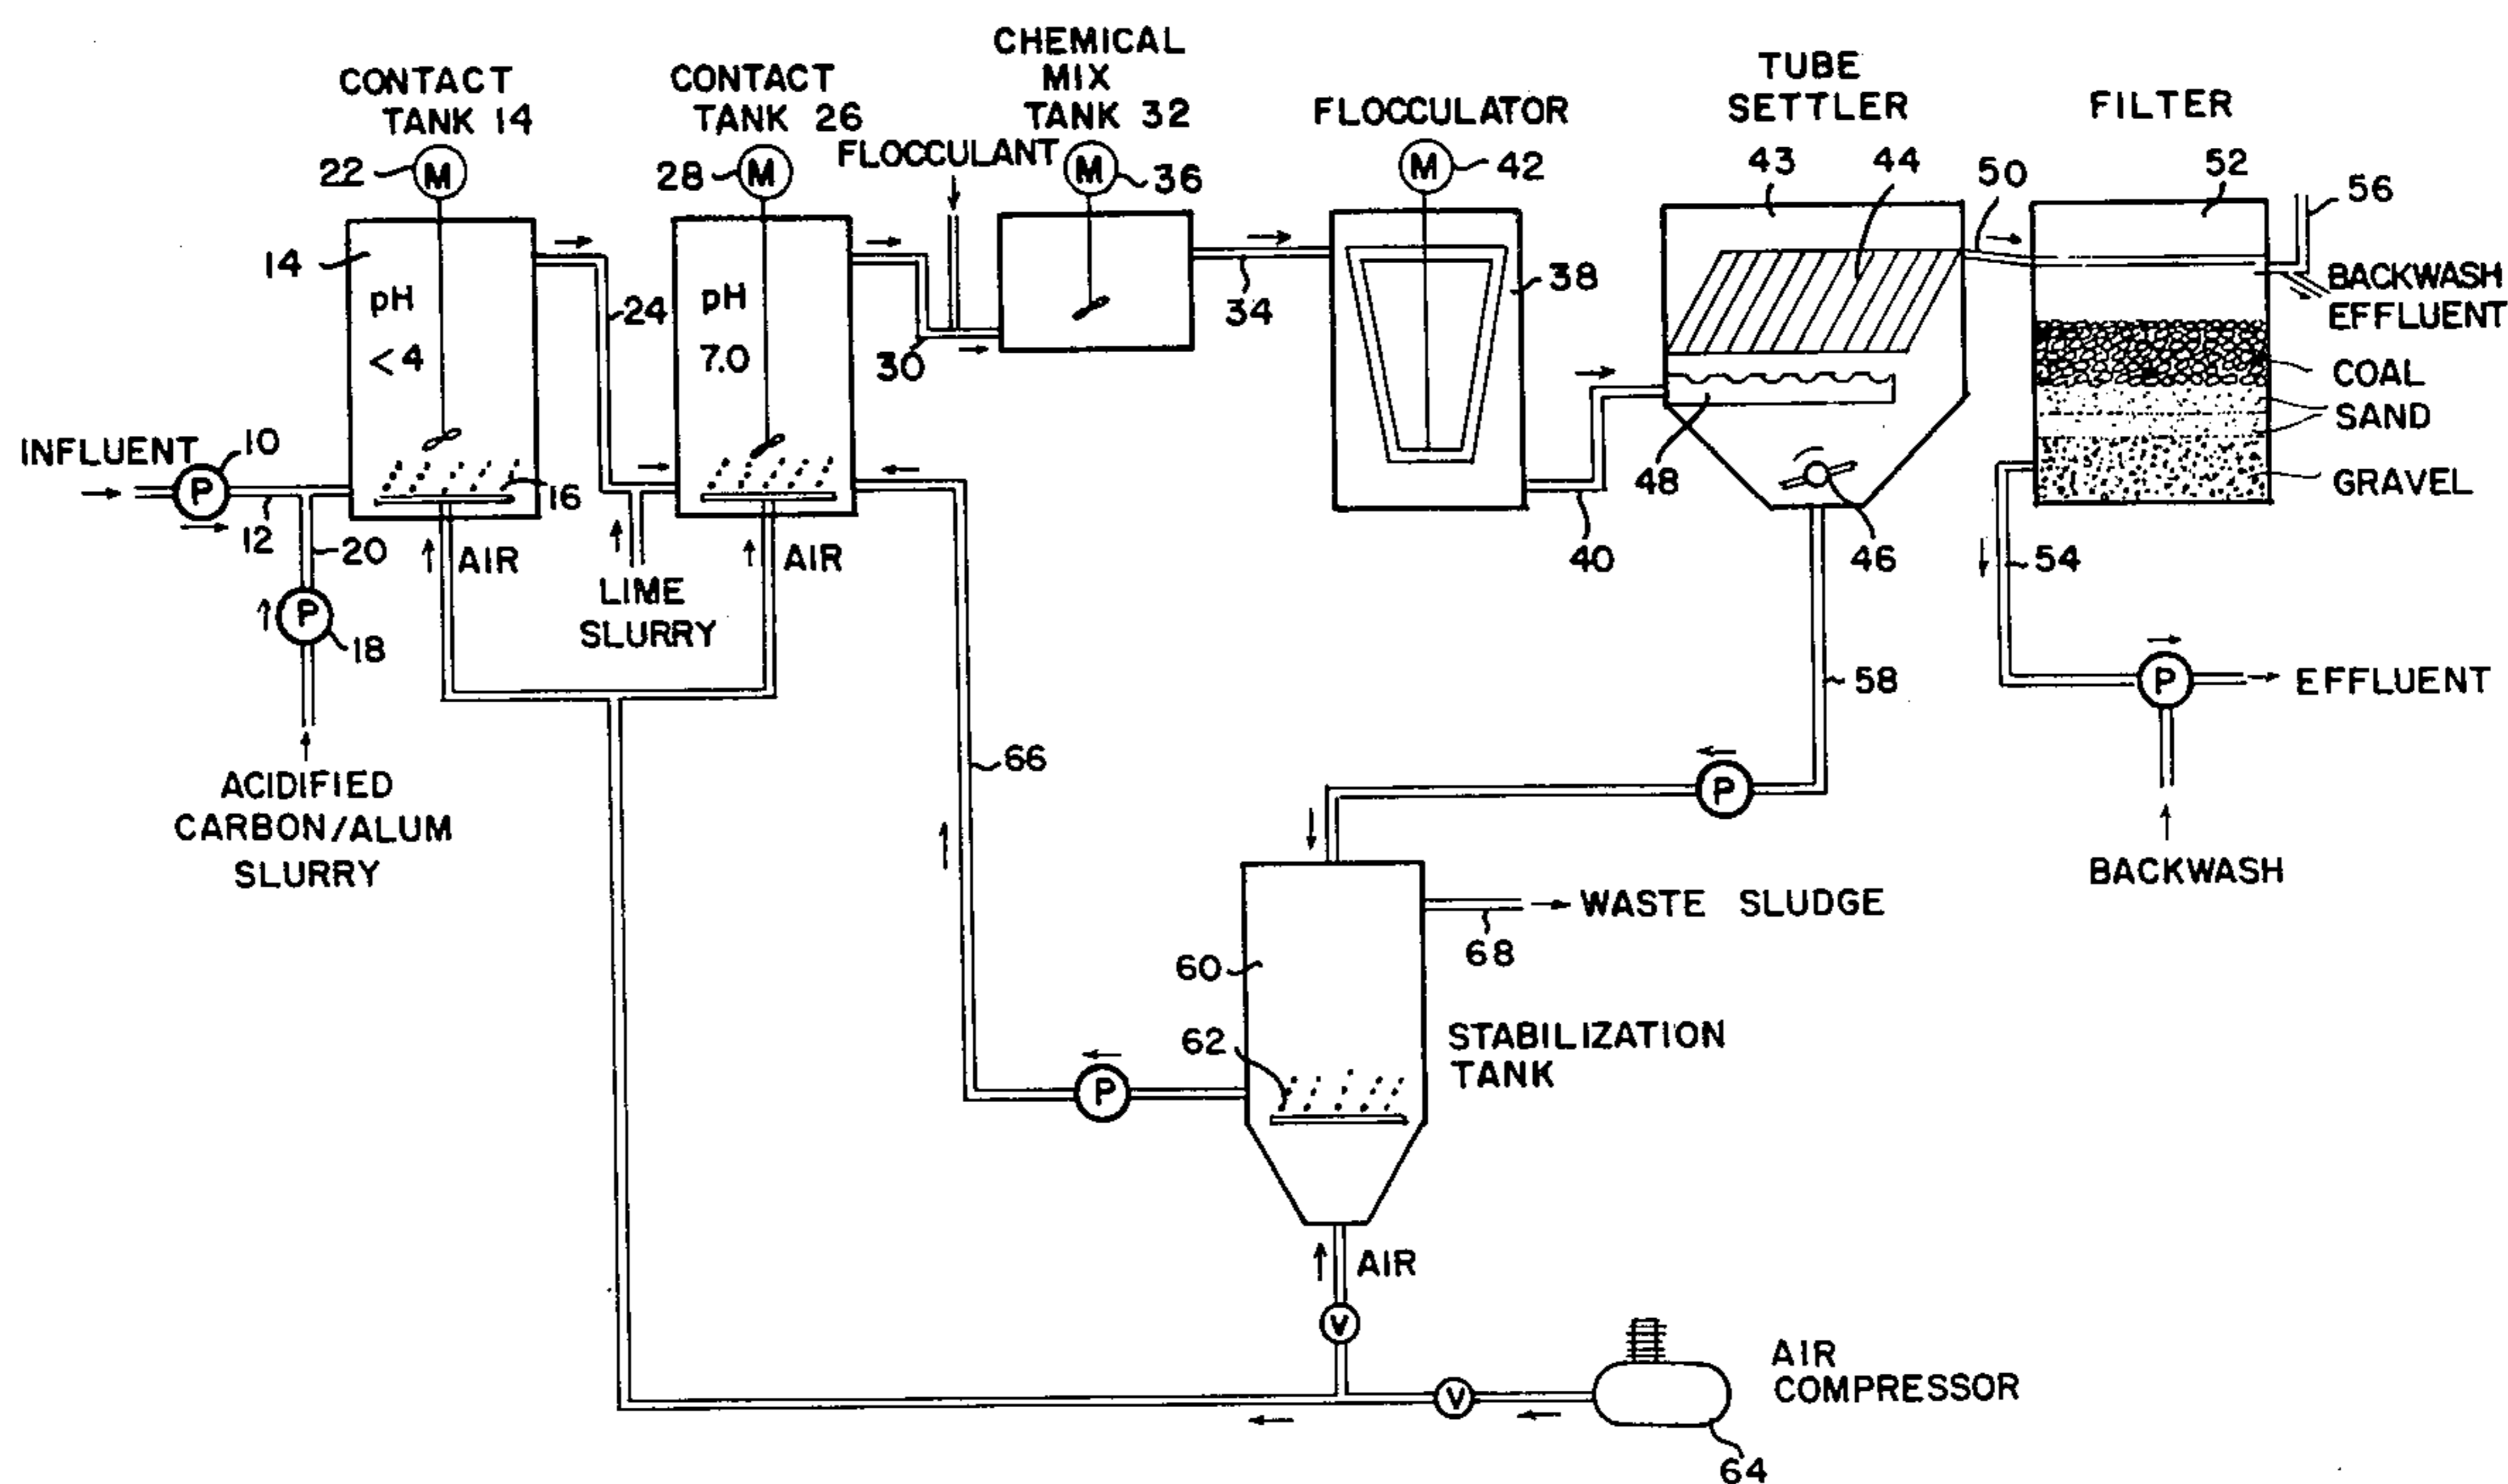 CONTACT
TANK 14
CONTACT
TANK 26
CHEMICAL
MIX
TANK 32
FLOCCULANT
FLOCCULATOR
TUBE
SETTLER
FILTER
22
M
28
M
M
36
M
42
43
44
50
52
56
14
pH
<4
24
pH
7.0
30
34
38
BACKWASH
EFFLUENT
COAL
SAND
GRAVEL
INFLUENT
10
P
12
16
20
AIR
P
18
LIME
SLURRY
AIR
40
48
46
54
58
P
EFFLUENT
BACKWASH
ACIDIFIED
CARBON/ALUM
SLURRY
66
P
60
WASTE SLUDGE
68
62
STABILIZATION
TANK
P
AIR
V
V
AIR
COMPRESSOR
64